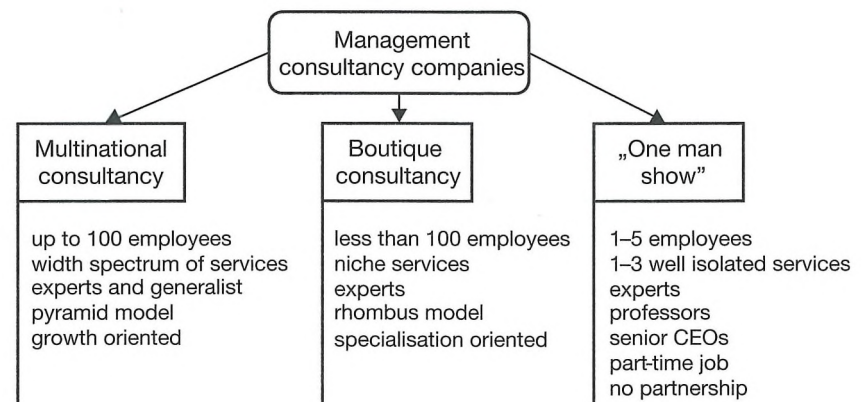 Management
consultancy companies
Multinational
consultancy
up to 100 employees
width spectrum of services
experts and generalist
pyramid model
growth oriented
Boutique
consultancy
less than 100 employees
niche services
experts
rhombus model
specialisation oriented
„One man
show”
1–5 employees
1–3 well isolated services
experts
professors
senior CEOs
part-time job
no partnership